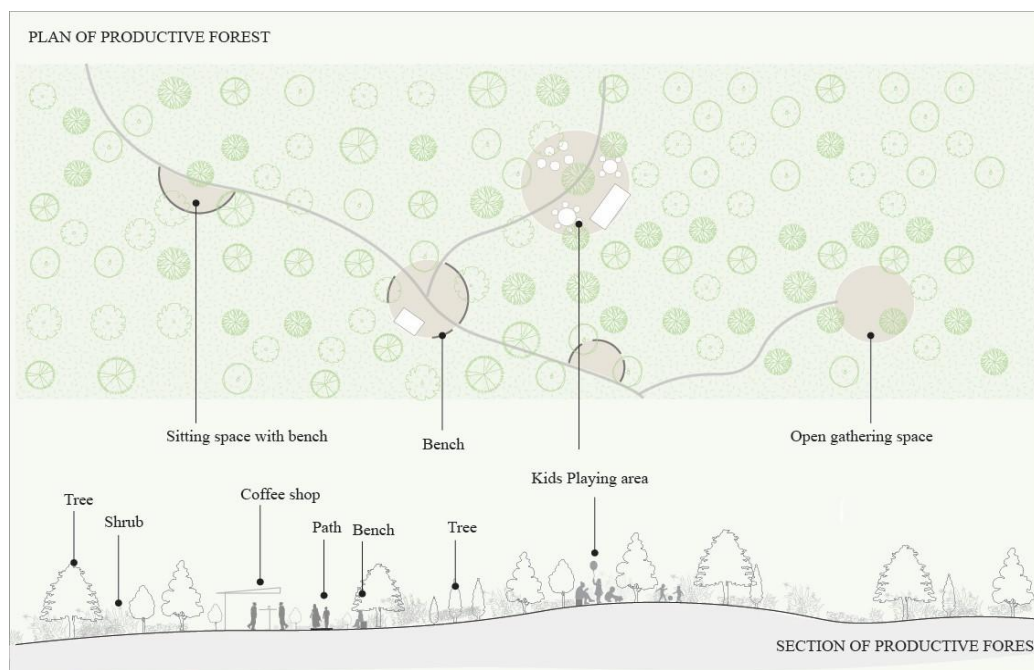 PLAN OF PRODUCTIVE FOREST
Sitting space with bench
Bench
Open gathering space
Kids Playing area
Tree
Shrub
Coffee shop
Path
Bench
Tree
SECTION OF PRODUCTIVE FORES